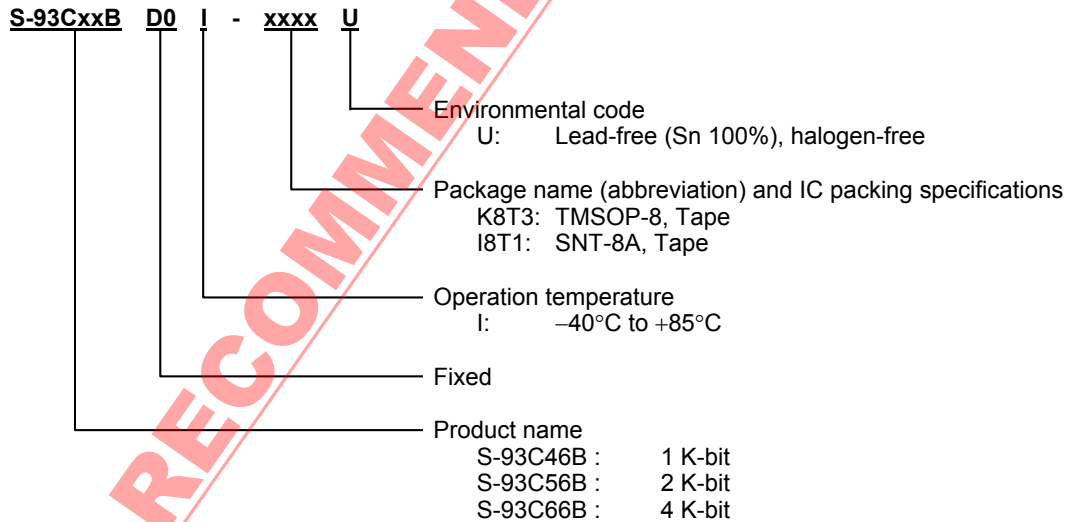 S-93CxxB D0 I - xxxx U
Environmental code
U: Lead-free (Sn 100%), halogen-free
Package name (abbreviation) and IC packing specifications
K8T3: TMSOP-8, Tape
I8T1: SNT-8A, Tape
Operation temperature
I: −40°C to +85°C
Fixed
Product name
S-93C46B : 1 K-bit
S-93C56B : 2 K-bit
S-93C66B : 4 K-bit
RECOMMEN